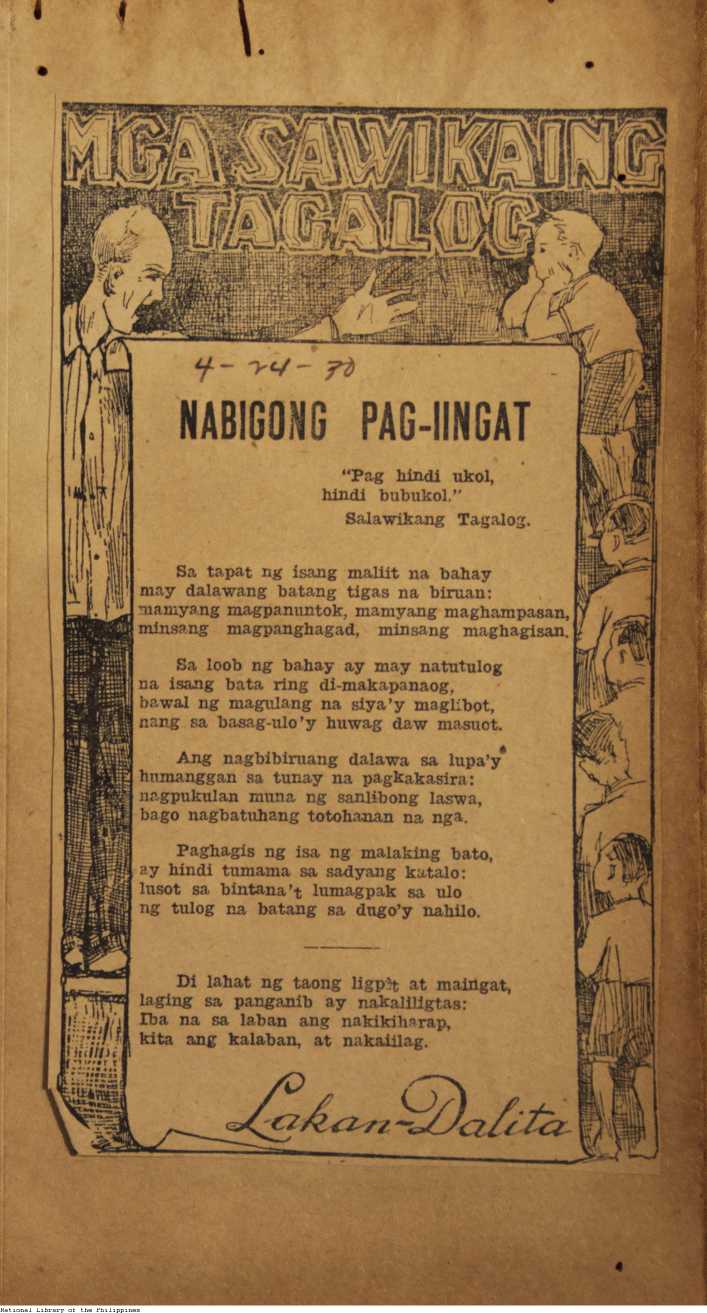 MGA SAWIKAING
TAGALOG
4-24-30
NABIGONG PAG-IINGAT
"Pag hindi ukol,
hindi bubukol."
Salawikang Tagalog.
Sa tapat ng isang maliit na bahay
may dalawang batang tigas na biruan:
mamyang magpanuntok, mamyang maghampasan,
minsang magpanghagad, minsang maghagisan.
Sa loob ng bahay ay may natutulog
na isang bata ring di-makapanaog,
bawal ng magulang na siya'y maglibot,
nang sa basag-ulo'y huwag daw masuot.
Ang nagbibiruang dalawa sa lupa'y
humanggan sa tunay na pagkakasira:
nagpukulan muna ng sanlibong laswa,
bago nagbatuhang totohanan na nga.
Paghagis ng isa ng malaking bato,
ay hindi tumama sa sadyang katalo:
lusot sa bintana't lumagpak sa ulo
ng tulog na batang sa dugo'y nahilo.
Di lahat ng taong ligpit at maingat,
laging sa panganib ay nakaliligtas:
Iba na sa laban ang nakikiharap,
kita ang kalaban, at nakaiilag.
Lakan-Dalita
National Library of the Philippines